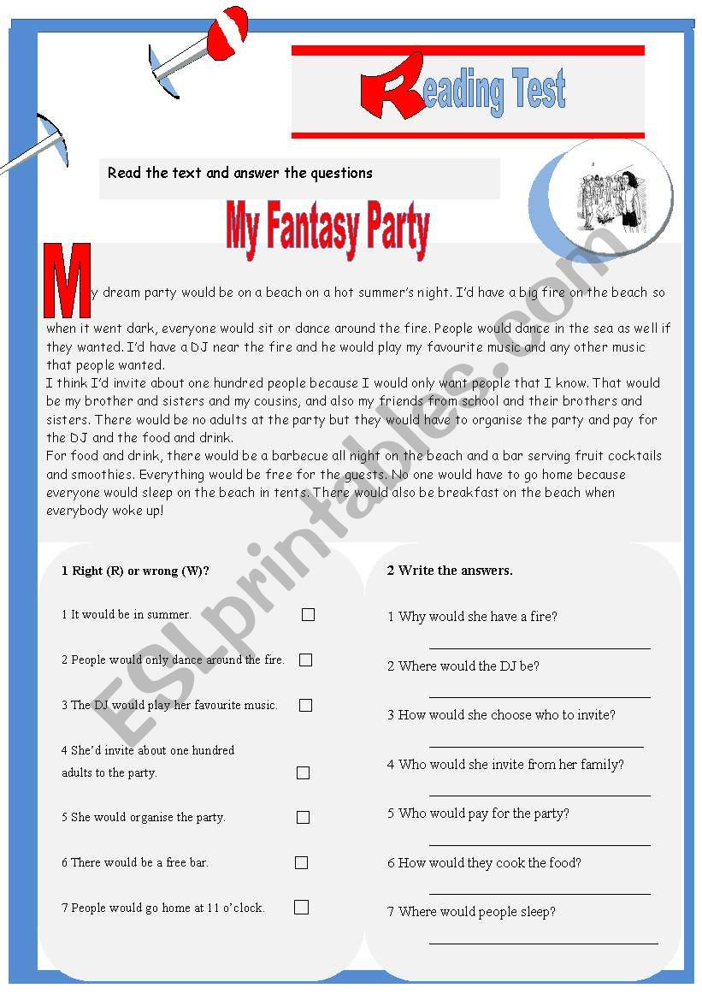 Reading Test
Read the text and answer the questions
My Fantasy Party
My dream party would be on a beach on a hot summer's night. I'd have a big fire on the beach so
when it went dark, everyone would sit or dance around the fire. People would dance in the sea as well if
they wanted. I'd have a DJ near the fire and he would play my favourite music and any other music
that people wanted.
I think I'd invite about one hundred people because I would only want people that I know. That would
be my brother and sisters and my cousins, and also my friends from school and their brothers and
sisters. There would be no adults at the party but they would have to organise the party and pay for
the DJ and the food and drink.
For food and drink, there would be a barbecue all night on the beach and a bar serving fruit cocktails
and smoothies. Everything would be free for the guests. No one would have to go home because
everyone would sleep on the beach in tents. There would also be breakfast on the beach when
everybody woke up!
1 Right (R) or wrong (W)?
1 It would be in summer.
2 People would only dance around the fire.
3 The DJ would play her favourite music.
4 She'd invite about one hundred
adults to the party.
5 She would organise the party.
6 There would be a free bar.
7 People would go home at 11 o'clock.
2 Write the answers.
1 Why would she have a fire?
2 Where would the DJ be?
3 How would she choose who to invite?
4 Who would she invite from her family?
5 Who would pay for the party?
6 How would they cook the food?
7 Where would people sleep?
ESLprintables.com